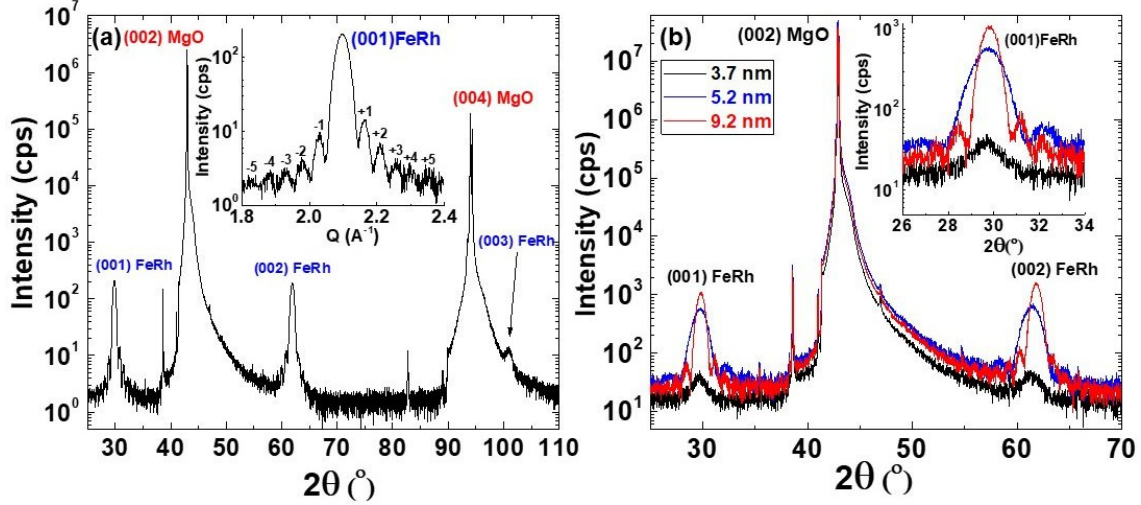 (a)
(002) MgO
(001)FeRh
(004) MgO
(001) FeRh
(002) FeRh
(003) FeRh
Intensity (cps)
10^7
10^6
10^5
10^4
10^3
10^2
10^1
10^0
30 40 50 60 70 80 90 100 110
2θ (°)
Intensity (cps)
10^2
10^1
10^0
-5 -4 -3 -2 -1 +1 +2 +3 +4 +5
1.8 2.0 2.2 2.4
Q (A^-1)
(b)
(002) MgO
3.7 nm
5.2 nm
9.2 nm
(001) FeRh
(002) FeRh
Intensity (cps)
10^7
10^6
10^5
10^4
10^3
10^2
10^1
30 40 50 60 70
2θ (°)
(001)FeRh
Intensity (cps)
10^3
10^2
10^1
26 28 30 32 34
2θ(°)